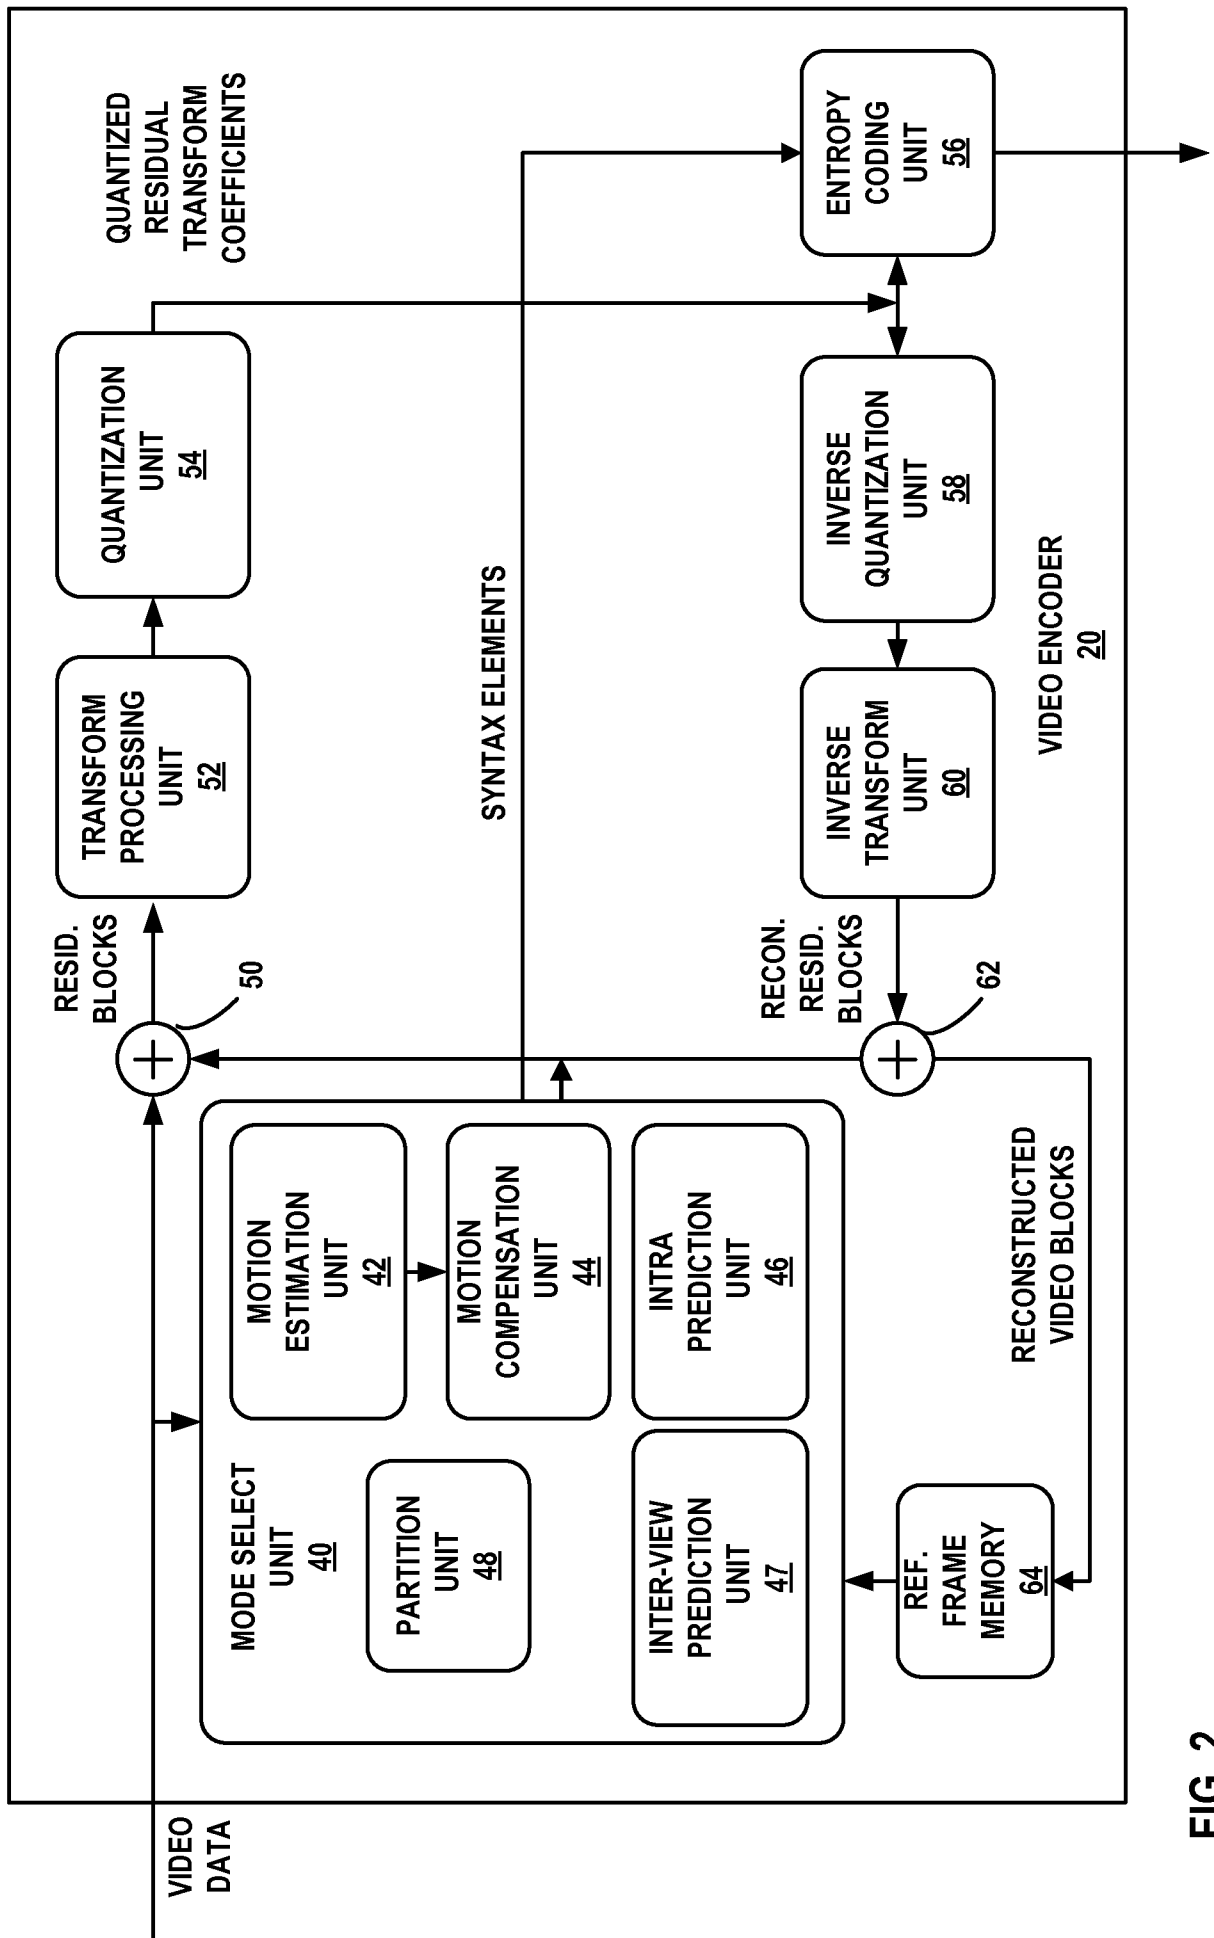 VIDEO
DATA
MODE SELECT
UNIT
40
PARTITION
UNIT
48
MOTION
ESTIMATION
UNIT
42
MOTION
COMPENSATION
UNIT
44
INTER-VIEW
PREDICTION
UNIT
47
INTRA
PREDICTION
UNIT
46
REF.
FRAME
MEMORY
64
RECONSTRUCTED
VIDEO BLOCKS
50
RESID.
BLOCKS
TRANSFORM
PROCESSING
UNIT
52
QUANTIZATION
UNIT
54
QUANTIZED
RESIDUAL
TRANSFORM
COEFFICIENTS
SYNTAX ELEMENTS
62
RECON.
RESID.
BLOCKS
INVERSE
TRANSFORM
UNIT
60
INVERSE
QUANTIZATION
UNIT
58
ENTROPY
CODING
UNIT
56
VIDEO ENCODER
20
FIG. 2